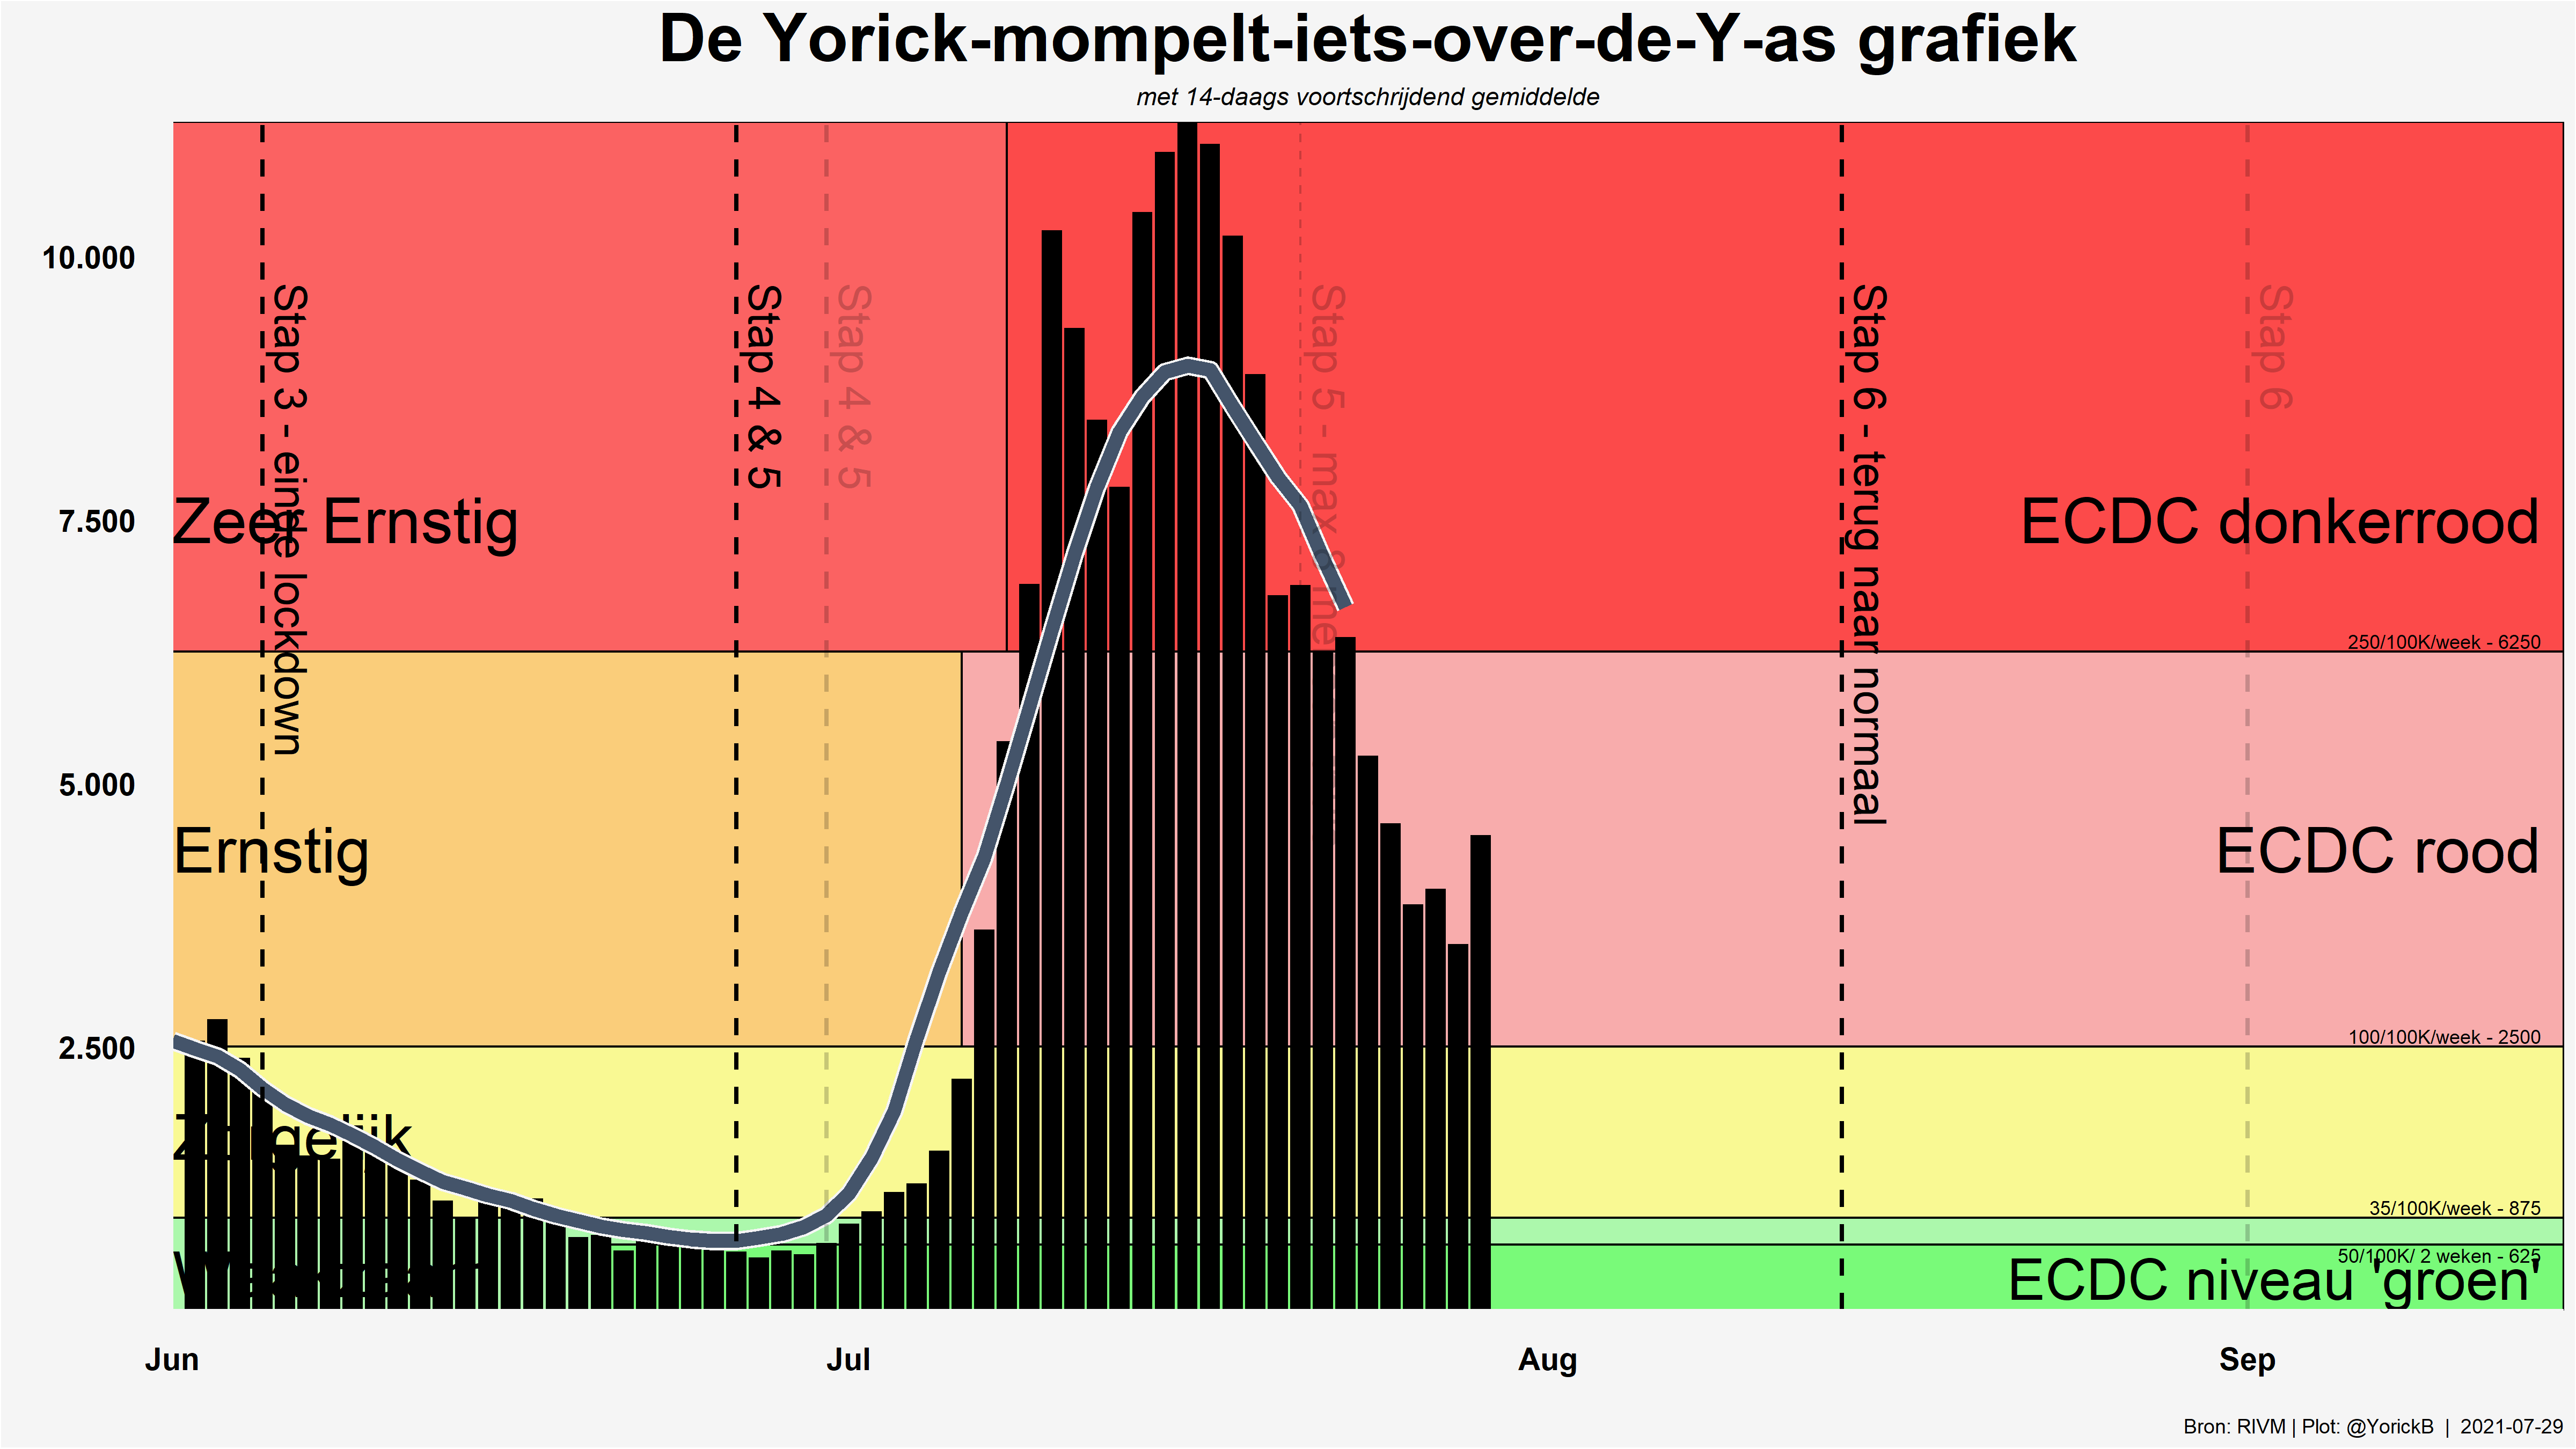 De Yorick-mompelt-iets-over-de-Y-as grafiek
met 14-daags voortschrijdend gemiddelde
10.000
7.500
5.000
2.500
Stap 3 - einde lockdown
Stap 4 & 5
Stap 4 & 5
Stap 5 - max
Stap 6 - terug naar normaal
Stap 6
Zeer Ernstig
ECDC donkerrood
250/100K/week - 6250
Ernstig
ECDC rood
100/100K/week - 2500
Zorgelijk
35/100K/week - 875
50/100K/ 2 weken - 625
ECDC niveau 'groen'
Jun
Jul
Aug
Sep
Bron: RIVM | Plot: @YorickB | 2021-07-29